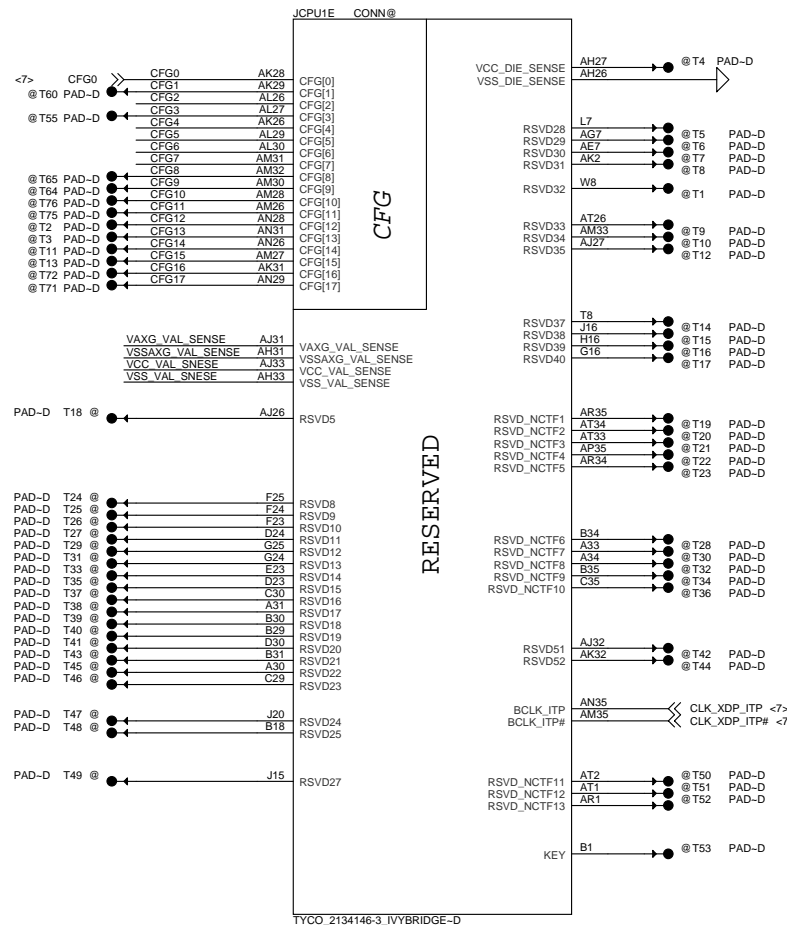 JCPU1E CONN@
<7> CFG0 CFG0 AK28 CFG[0]
@T60 PAD~D CFG1 AK29 CFG[1]
CFG2 AL26 CFG[2]
@T55 PAD~D CFG3 AL27 CFG[3]
CFG4 AK26 CFG[4]
CFG5 AL29 CFG[5]
CFG6 AL30 CFG[6]
CFG7 AM31 CFG[7]
@T65 PAD~D CFG8 AM32 CFG[8]
@T64 PAD~D CFG9 AM30 CFG[9]
@T76 PAD~D CFG10 AM28 CFG[10]
@T75 PAD~D CFG11 AM26 CFG[11]
@T2 PAD~D CFG12 AN28 CFG[12]
@T3 PAD~D CFG13 AN31 CFG[13]
@T11 PAD~D CFG14 AN26 CFG[14]
@T13 PAD~D CFG15 AM27 CFG[15]
@T72 PAD~D CFG16 AK31 CFG[16]
@T71 PAD~D CFG17 AN29 CFG[17]
CFG
VAXG_VAL_SENSE AJ31 VAXG_VAL_SENSE
VSSAXG_VAL_SENSE AH31 VSSAXG_VAL_SENSE
VCC_VAL_SNESE AJ33 VCC_VAL_SENSE
VSS_VAL_SNESE AH33 VSS_VAL_SENSE
PAD~D T18 @ AJ26 RSVD5
PAD~D T24 @ F25 RSVD8
PAD~D T25 @ F24 RSVD9
PAD~D T26 @ F23 RSVD10
PAD~D T27 @ D24 RSVD11
PAD~D T29 @ G25 RSVD12
PAD~D T31 @ G24 RSVD13
PAD~D T33 @ E23 RSVD14
PAD~D T35 @ D23 RSVD15
PAD~D T37 @ C30 RSVD16
PAD~D T38 @ A31 RSVD17
PAD~D T39 @ B30 RSVD18
PAD~D T40 @ B29 RSVD19
PAD~D T41 @ D30 RSVD20
PAD~D T43 @ B31 RSVD21
PAD~D T45 @ A30 RSVD22
PAD~D T46 @ C29 RSVD23
PAD~D T47 @ J20 RSVD24
PAD~D T48 @ B18 RSVD25
PAD~D T49 @ J15 RSVD27
RESERVED
VCC_DIE_SENSE AH27 @T4 PAD~D
VSS_DIE_SENSE AH26
RSVD28 L7 @T5 PAD~D
RSVD29 AG7 @T6 PAD~D
RSVD30 AE7 @T7 PAD~D
RSVD31 AK2 @T8 PAD~D
RSVD32 W8 @T1 PAD~D
RSVD33 AT26 @T9 PAD~D
RSVD34 AM33 @T10 PAD~D
RSVD35 AJ27 @T12 PAD~D
RSVD37 T8 @T14 PAD~D
RSVD38 J16 @T15 PAD~D
RSVD39 H16 @T16 PAD~D
RSVD40 G16 @T17 PAD~D
RSVD_NCTF1 AR35 @T19 PAD~D
RSVD_NCTF2 AT34 @T20 PAD~D
RSVD_NCTF3 AT33 @T21 PAD~D
RSVD_NCTF4 AP35 @T22 PAD~D
RSVD_NCTF5 AR34 @T23 PAD~D
RSVD_NCTF6 B34 @T28 PAD~D
RSVD_NCTF7 A33 @T30 PAD~D
RSVD_NCTF8 A34 @T32 PAD~D
RSVD_NCTF9 B35 @T34 PAD~D
RSVD_NCTF10 C35 @T36 PAD~D
RSVD51 AJ32 @T42 PAD~D
RSVD52 AK32 @T44 PAD~D
BCLK_ITP AN35 CLK_XDP_ITP <7>
BCLK_ITP# AM35 CLK_XDP_ITP# <7
RSVD_NCTF11 AT2 @T50 PAD~D
RSVD_NCTF12 AT1 @T51 PAD~D
RSVD_NCTF13 AR1 @T52 PAD~D
KEY B1 @T53 PAD~D
TYCO_2134146-3_IVYBRIDGE~D